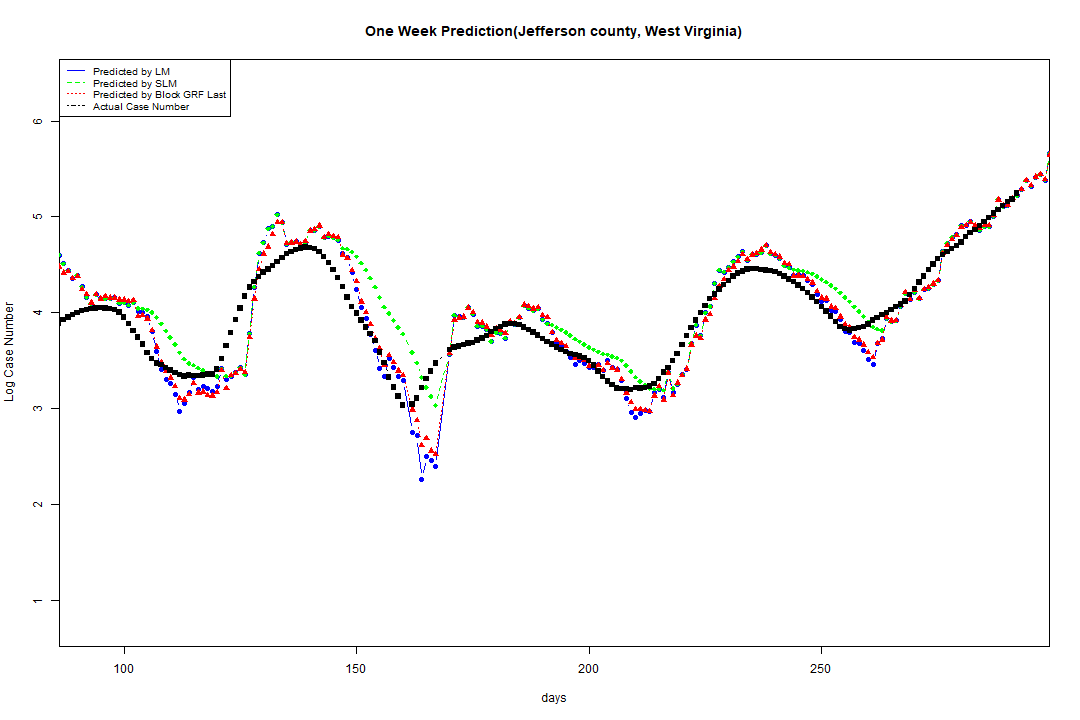 One Week Prediction(Jefferson county, West Virginia)
Predicted by LM
Predicted by SLM
Predicted by Block GRF Last
Actual Case Number
Log Case Number
6
5
4
3
2
1
100 150 200 250
days